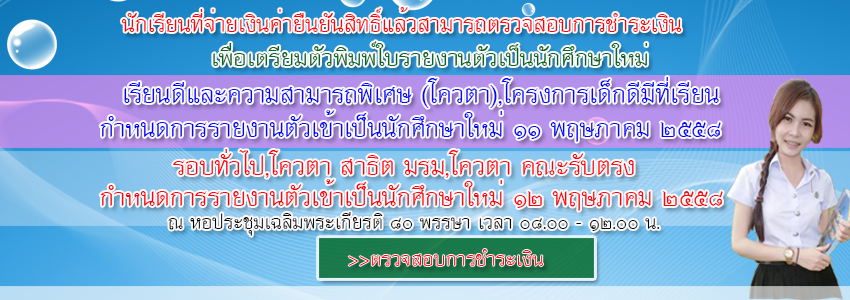 นักเรียนที่จ่ายเงินค่ายืนยันสิทธิ์แล้วสามารถตรวจสอบการชำระเงิน
เพื่อเตรียมตัวพิมพ์ใบรายงานตัวเป็นนักศึกษาใหม่
เรียนดีและความสามารถพิเศษ (โควตา),โครงการเด็กดีมีที่เรียน
กำหนดการรายงานตัวเข้าเป็นนักศึกษาใหม่ ๑๑ พฤษภาคม ๒๕๕๘
รอบทั่วไป,โควตา สาธิต มรม,โควตา คณะรับตรง
กำหนดการรายงานตัวเข้าเป็นนักศึกษาใหม่ ๑๒ พฤษภาคม ๒๕๕๘
ณ หอประชุมเฉลิมพระเกียรติ ๘๐ พรรษา เวลา ๐๘.๐๐ - ๑๒.๐๐ น.
>>ตรวจสอบการชำระเงิน